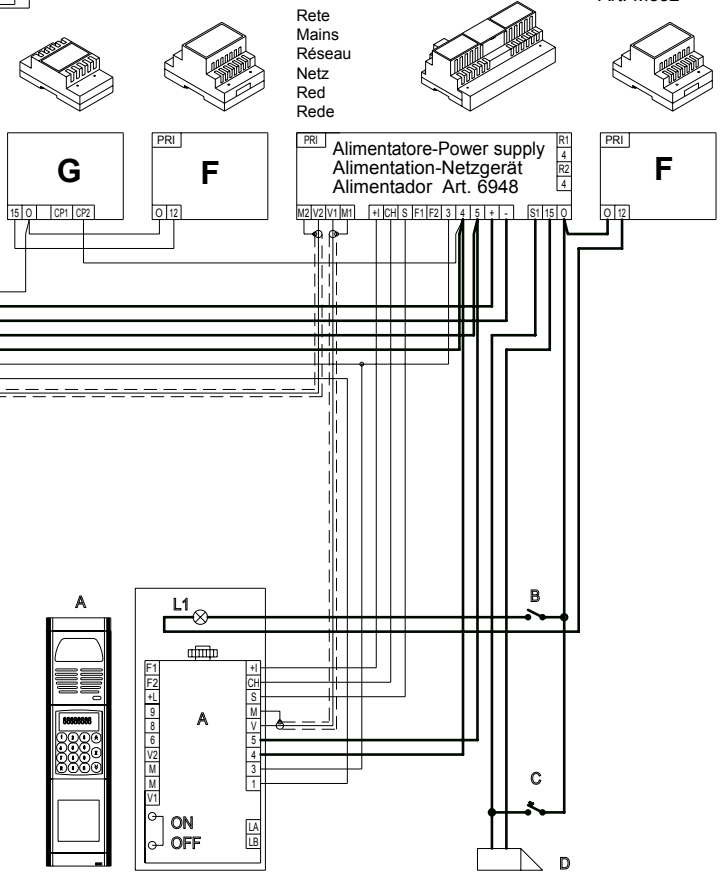 Rete
Mains
Réseau
Netz
Red
Rede
PRI
G
15 O CP1 CP2
PRI
F
O 12
PRI
Alimentatore-Power supply
Alimentation-Netzgerät
Alimentador Art. 6948
R1
4
R2
4
M2 V2 V1 M1 +I CH S F1 F2 3 4 5 + - S1 15 O
PRI
F
O 12
A
L1
B
F1
F2
+L
9
8
6
V2
M
M
V1
A
+I
CH
S
M
V
5
4
3
1
ON
OFF
LA
LB
C
D
88888888